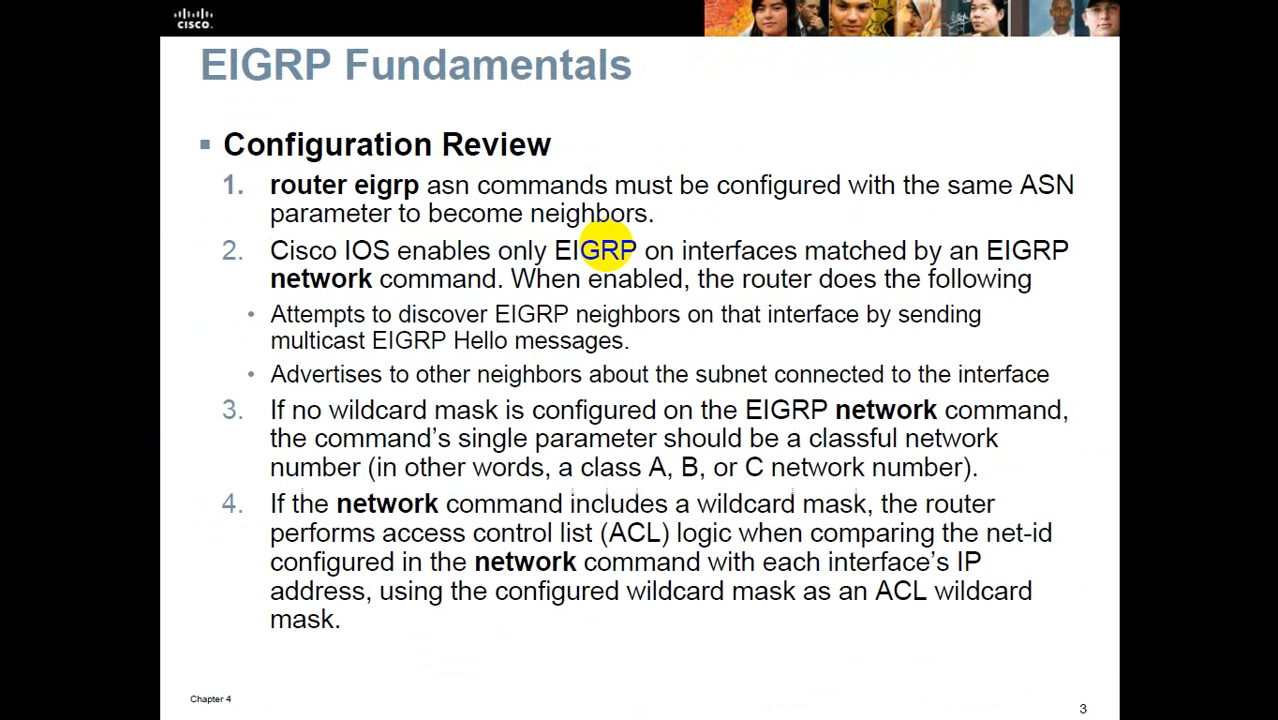 CISCO.
EIGRP Fundamentals
Configuration Review
1. router eigrp asn commands must be configured with the same ASN
parameter to become neighbors.
2. Cisco IOS enables only EIGRP on interfaces matched by an EIGRP
network command. When enabled, the router does the following
• Attempts to discover EIGRP neighbors on that interface by sending
multicast EIGRP Hello messages.
• Advertises to other neighbors about the subnet connected to the interface
3. If no wildcard mask is configured on the EIGRP network command,
the command's single parameter should be a classful network
number (in other words, a class A, B, or C network number).
4. If the network command includes a wildcard mask, the router
performs access control list (ACL) logic when comparing the net-id
configured in the network command with each interface's IP
address, using the configured wildcard mask as an ACL wildcard
mask.
Chapter 4
3